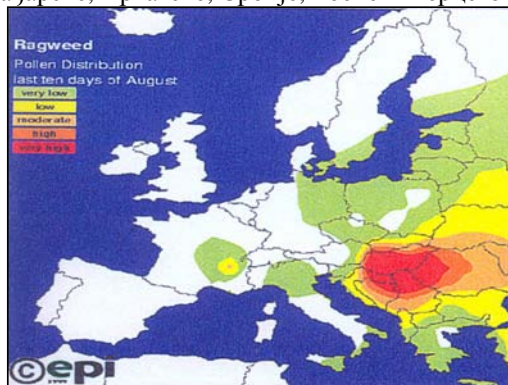 Ragweed
Pollen Distribution
last ten days of August
very low
low
moderate
high
very high
©epi